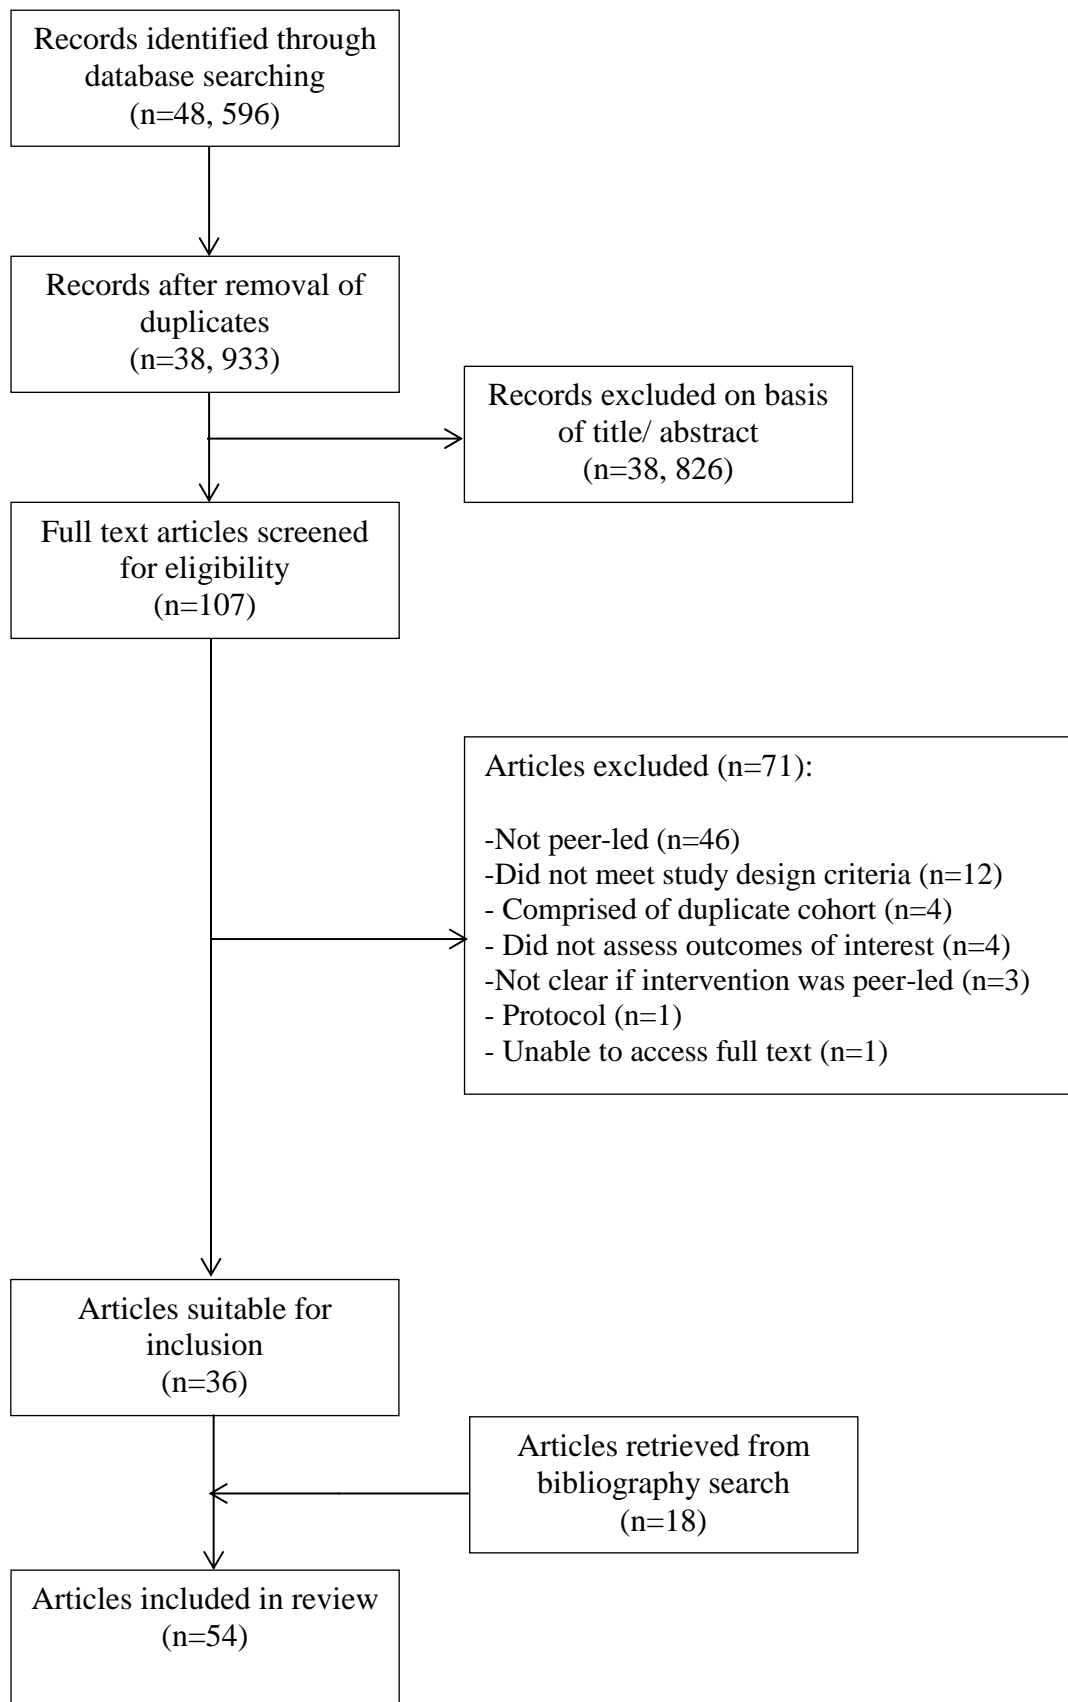 Records identified through
database searching
(n=48, 596)
Records after removal of
duplicates
(n=38, 933)
Records excluded on basis
of title/ abstract
(n=38, 826)
Full text articles screened
for eligibility
(n=107)
Articles excluded (n=71):
-Not peer-led (n=46)
-Did not meet study design criteria (n=12)
- Comprised of duplicate cohort (n=4)
- Did not assess outcomes of interest (n=4)
-Not clear if intervention was peer-led (n=3)
- Protocol (n=1)
- Unable to access full text (n=1)
Articles suitable for
inclusion
(n=36)
Articles retrieved from
bibliography search
(n=18)
Articles included in review
(n=54)